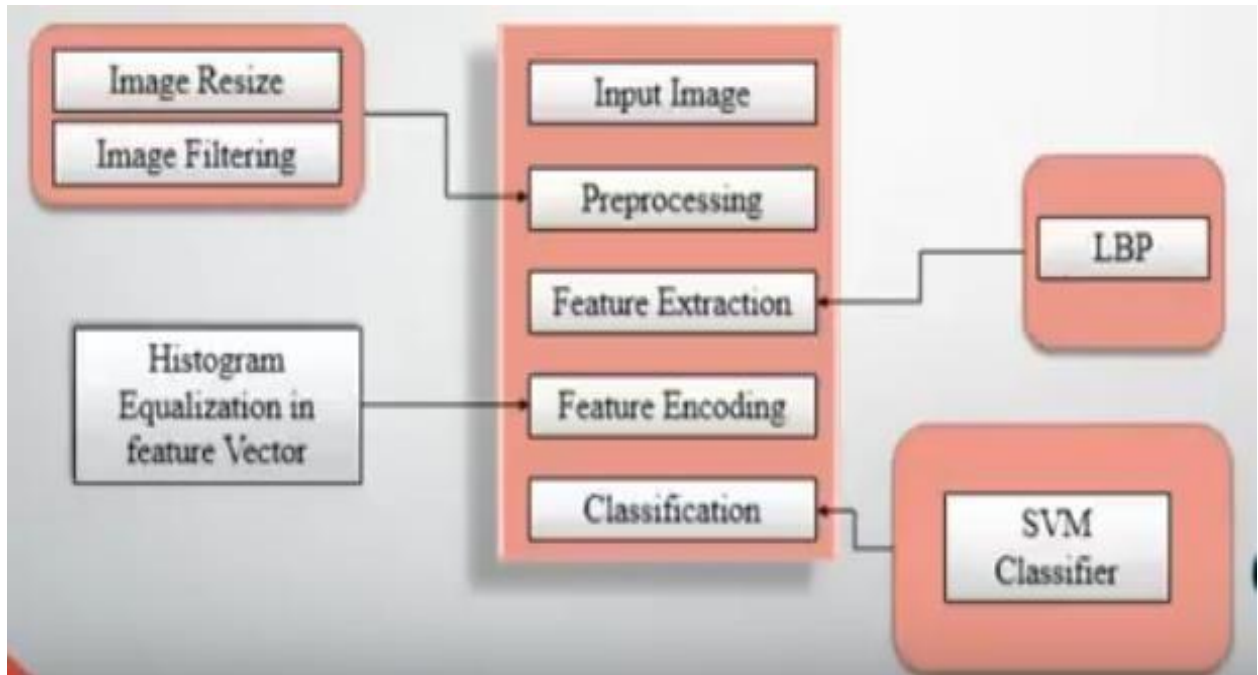 Image Resize
Image Filtering
Input Image
Preprocessing
Feature Extraction
Feature Encoding
Classification
Histogram
Equalization in
feature Vector
LBP
SVM
Classifier